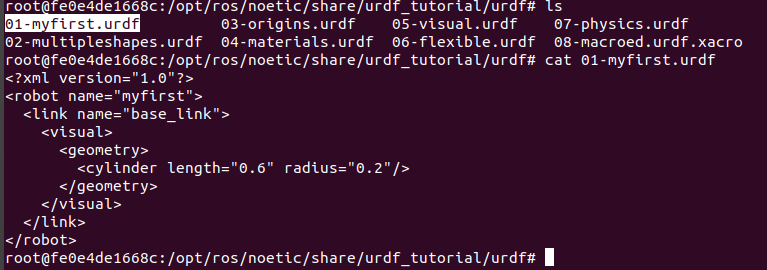 root@fe0e4de1668c:/opt/ros/noetic/share/urdf_tutorial/urdf# ls
01-myfirst.urdf         03-origins.urdf    05-visual.urdf    07-physics.urdf
02-multipleshapes.urdf  04-materials.urdf  06-flexible.urdf  08-macroed.urdf.xacro
root@fe0e4de1668c:/opt/ros/noetic/share/urdf_tutorial/urdf# cat 01-myfirst.urdf
<?xml version="1.0"?>
<robot name="myfirst">
  <link name="base_link">
    <visual>
      <geometry>
        <cylinder length="0.6" radius="0.2"/>
      </geometry>
    </visual>
  </link>
</robot>
root@fe0e4de1668c:/opt/ros/noetic/share/urdf_tutorial/urdf#